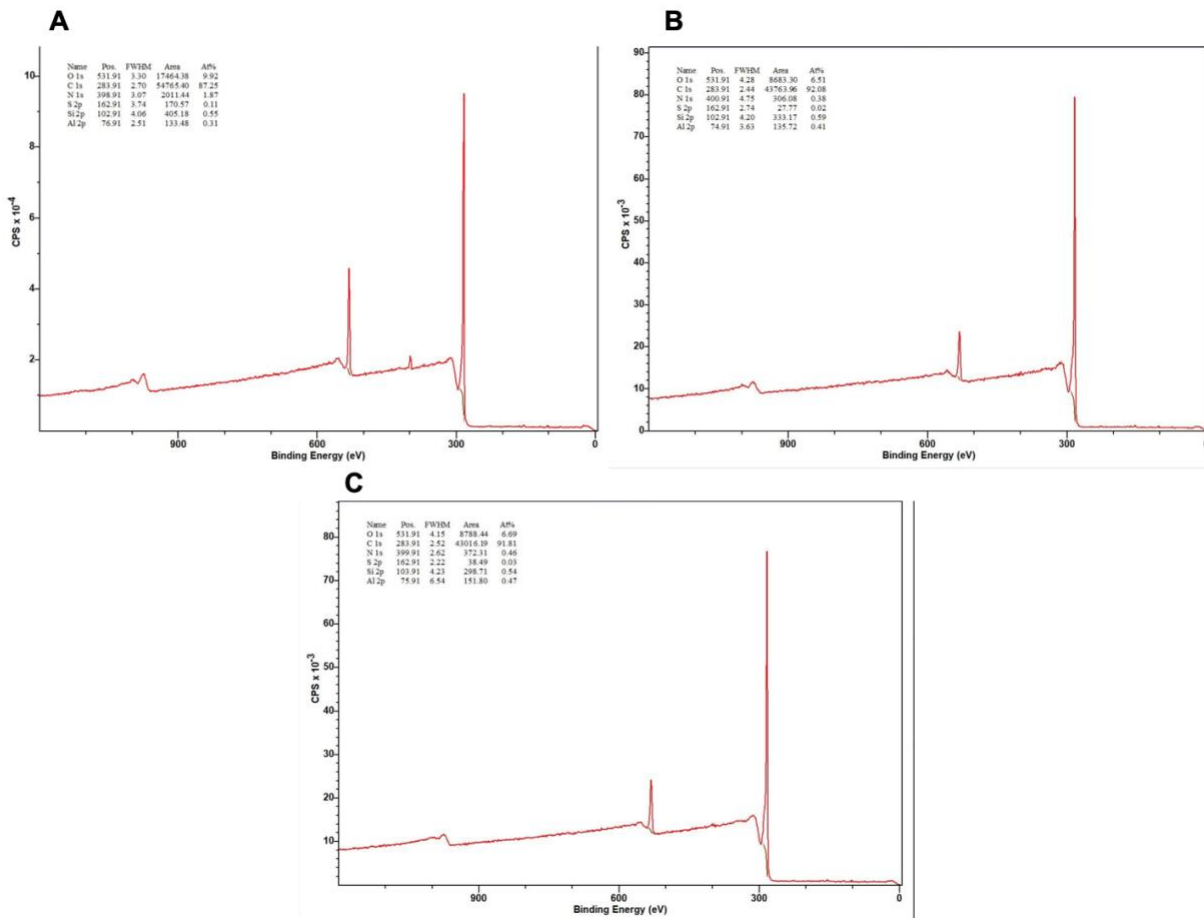 A
Name Pos. FWHM Area At%
O 1s 531.91 3.30 17464.38 9.92
C 1s 283.91 2.70 54765.40 87.25
N 1s 398.91 3.07 2011.44 1.87
S 2p 162.91 3.74 170.57 0.11
Si 2p 102.91 4.06 405.18 0.55
Al 2p 76.91 2.51 133.48 0.31
10
8
6
4
2
CPS x 10-4
900 600 300 0
Binding Energy (eV)
B
Name Pos. FWHM Area At%
O 1s 531.91 4.28 8683.30 6.51
C 1s 283.91 2.44 43763.96 92.08
N 1s 400.91 4.75 306.08 0.38
S 2p 162.91 2.74 27.77 0.02
Si 2p 102.91 4.20 333.17 0.59
Al 2p 74.91 3.63 135.72 0.41
90
80
70
60
50
40
30
20
10
CPS x 10-3
900 600 300
Binding Energy (eV)
C
Name Pos. FWHM Area At%
O 1s 531.91 4.15 8788.44 6.69
C 1s 283.91 2.52 43016.19 91.81
N 1s 399.91 2.62 372.31 0.46
S 2p 162.91 2.22 38.49 0.03
Si 2p 103.91 4.23 298.71 0.54
Al 2p 75.91 6.54 151.80 0.47
80
70
60
50
40
30
20
10
CPS x 10-3
900 600 300 0
Binding Energy (eV)